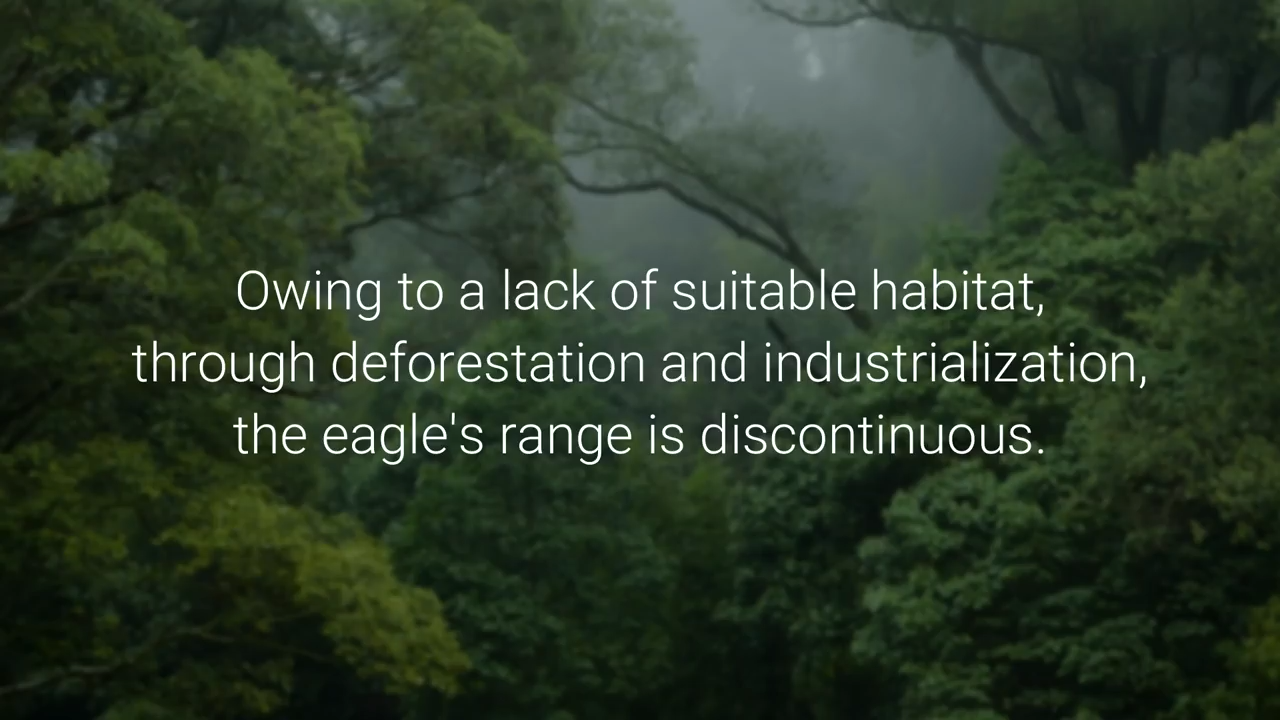 Owing to a lack of suitable habitat,
through deforestation and industrialization,
the eagle's range is discontinuous.